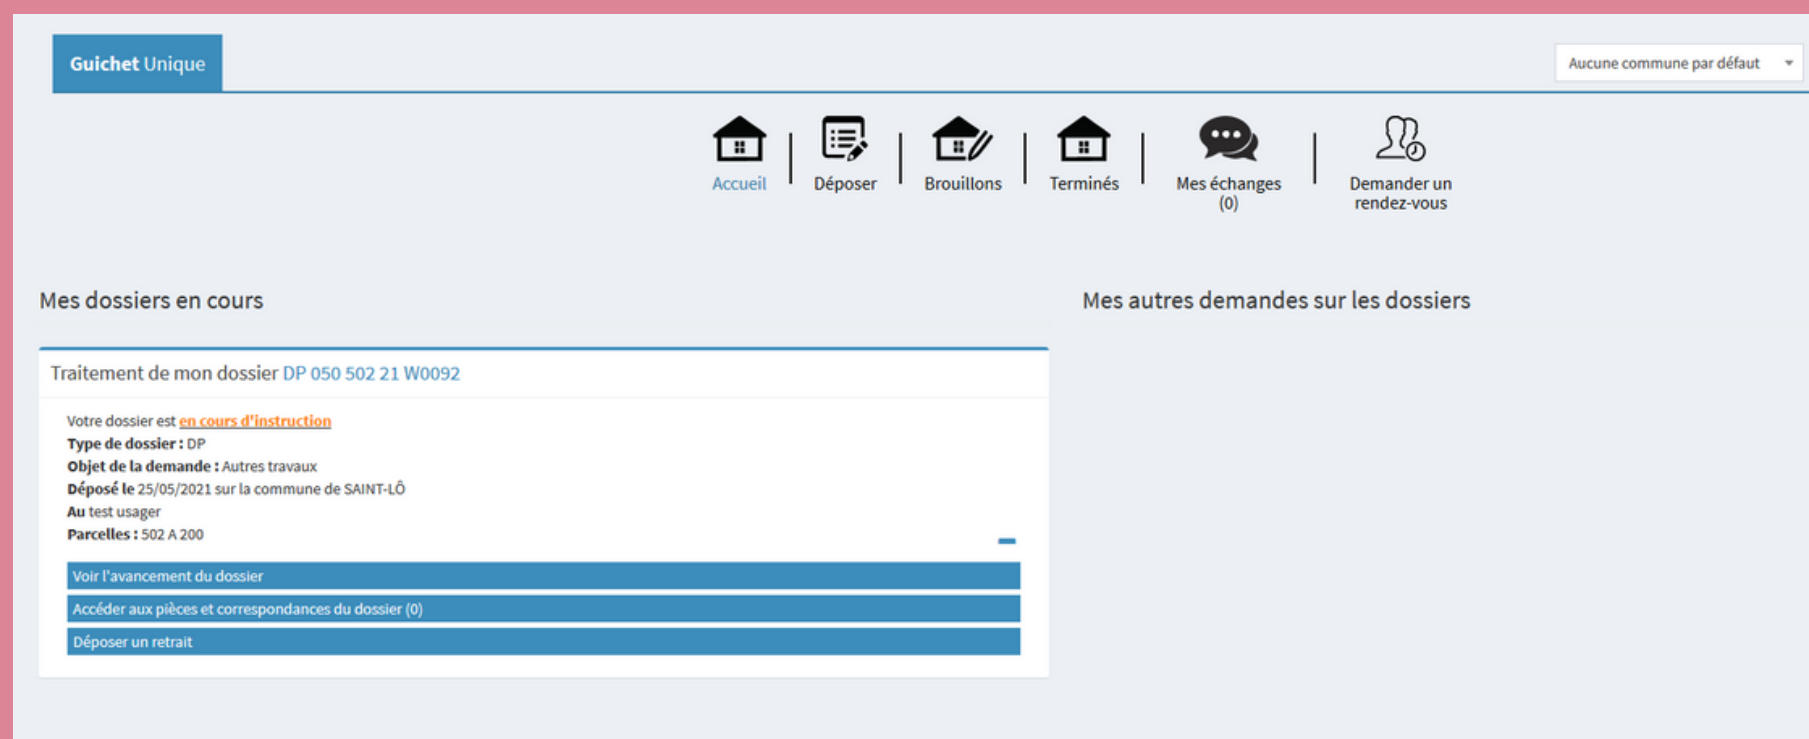 Guichet Unique
Aucune commune par défaut
Accueil
Déposer
Brouillons
Terminés
Mes échanges
(0)
Demander un
rendez-vous
Mes dossiers en cours
Mes autres demandes sur les dossiers
Traitement de mon dossier DP 050 502 21 W0092
Votre dossier est en cours d'instruction
Type de dossier : DP
Objet de la demande : Autres travaux
Déposé le 25/05/2021 sur la commune de SAINT-LÔ
Au test usager
Parcelles : 502 A 200
Voir l'avancement du dossier
Accéder aux pièces et correspondances du dossier (0)
Déposer un retrait